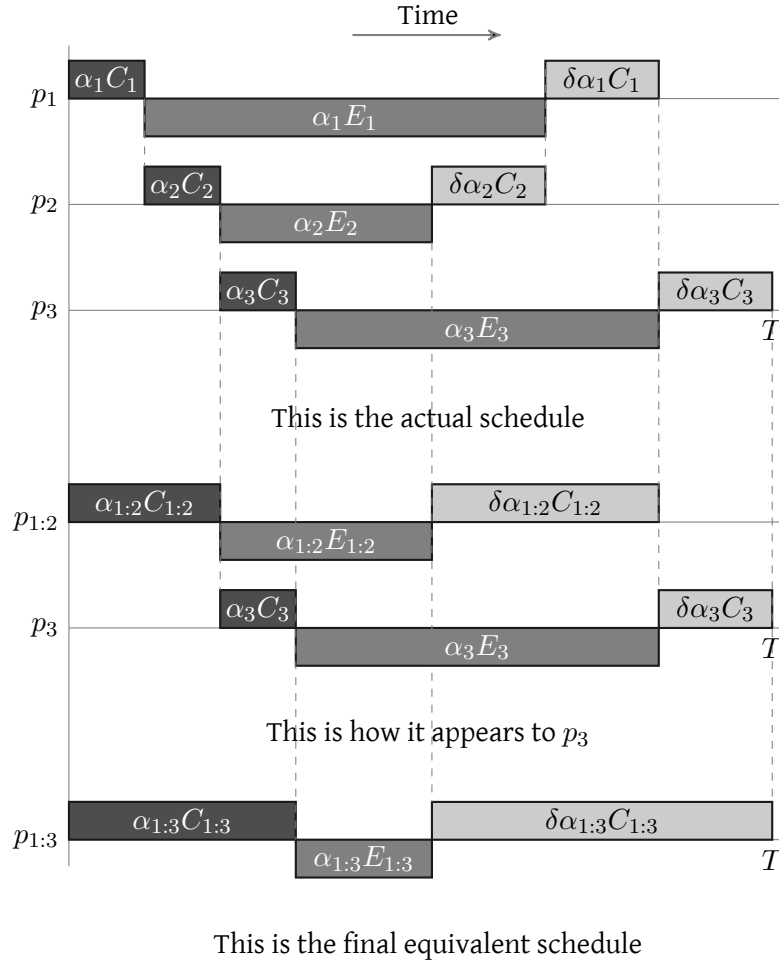 Time
p₁ α₁C₁ δα₁C₁
α₁E₁
p₂ α₂C₂ δα₂C₂
α₂E₂
p₃ α₃C₃ δα₃C₃
α₃E₃ T
This is the actual schedule
p₁:₂ α₁:₂C₁:₂ δα₁:₂C₁:₂
α₁:₂E₁:₂
p₃ α₃C₃ δα₃C₃
α₃E₃ T
This is how it appears to p₃
p₁:₃ α₁:₃C₁:₃ δα₁:₃C₁:₃
α₁:₃E₁:₃ T
This is the final equivalent schedule